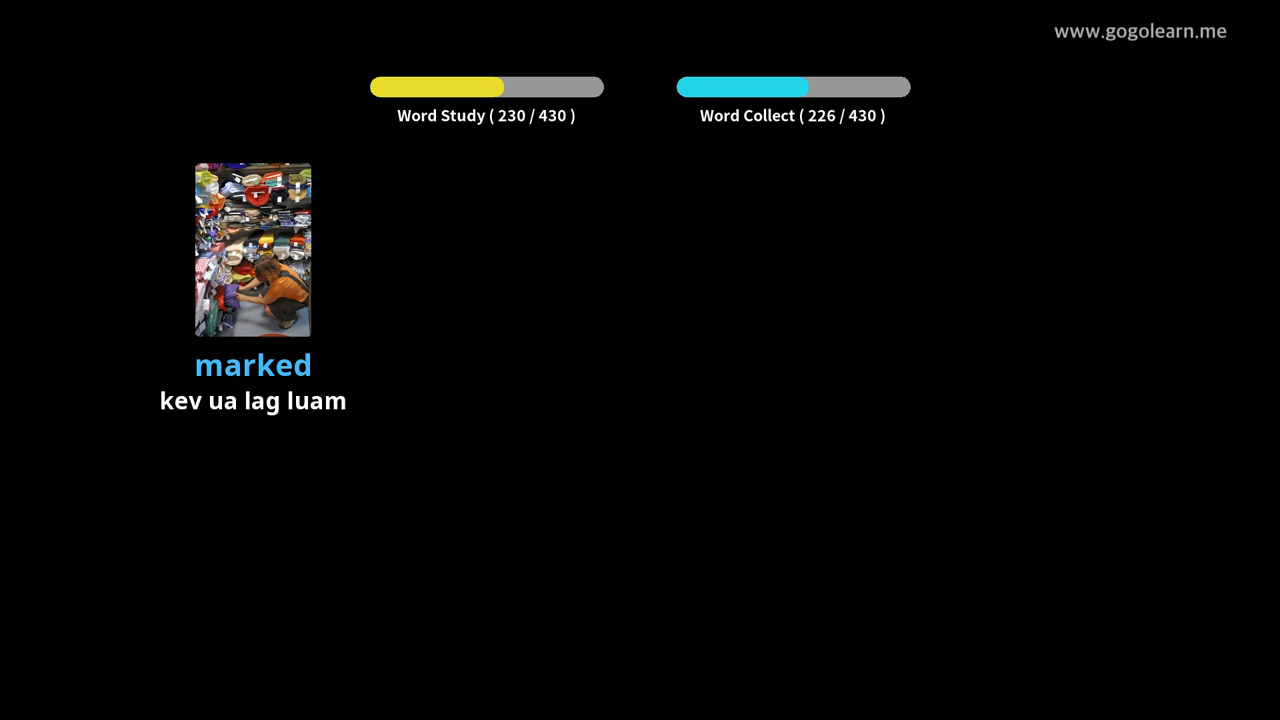 www.gogolearn.me
Word Study ( 230 / 430 )
Word Collect ( 226 / 430 )
marked
kev ua lag luam